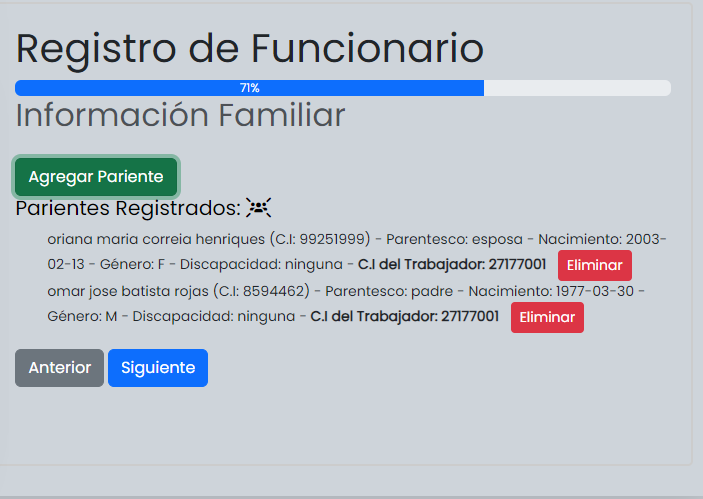 Registro de Funcionario
71%
Información Familiar
Agregar Pariente
Parientes Registrados:
oriana maria correia henriques (C.I: 99251999) - Parentesco: esposa - Nacimiento: 2003-
02-13 - Género: F - Discapacidad: ninguna - C.I del Trabajador: 27177001 Eliminar
omar jose batista rojas (C.I: 8594462) - Parentesco: padre - Nacimiento: 1977-03-30 -
Género: M - Discapacidad: ninguna - C.I del Trabajador: 27177001 Eliminar
Anterior Siguiente